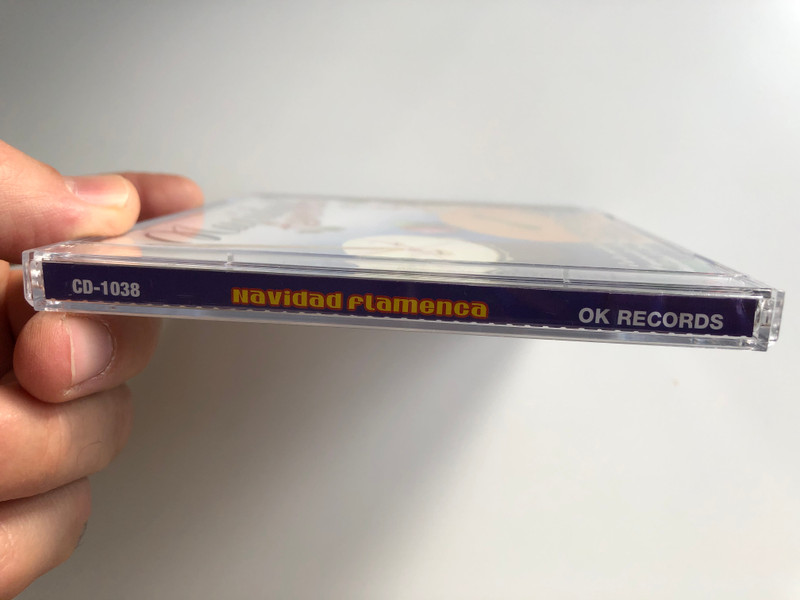 CD-1038
Navidad Flamenca
OK RECORDS